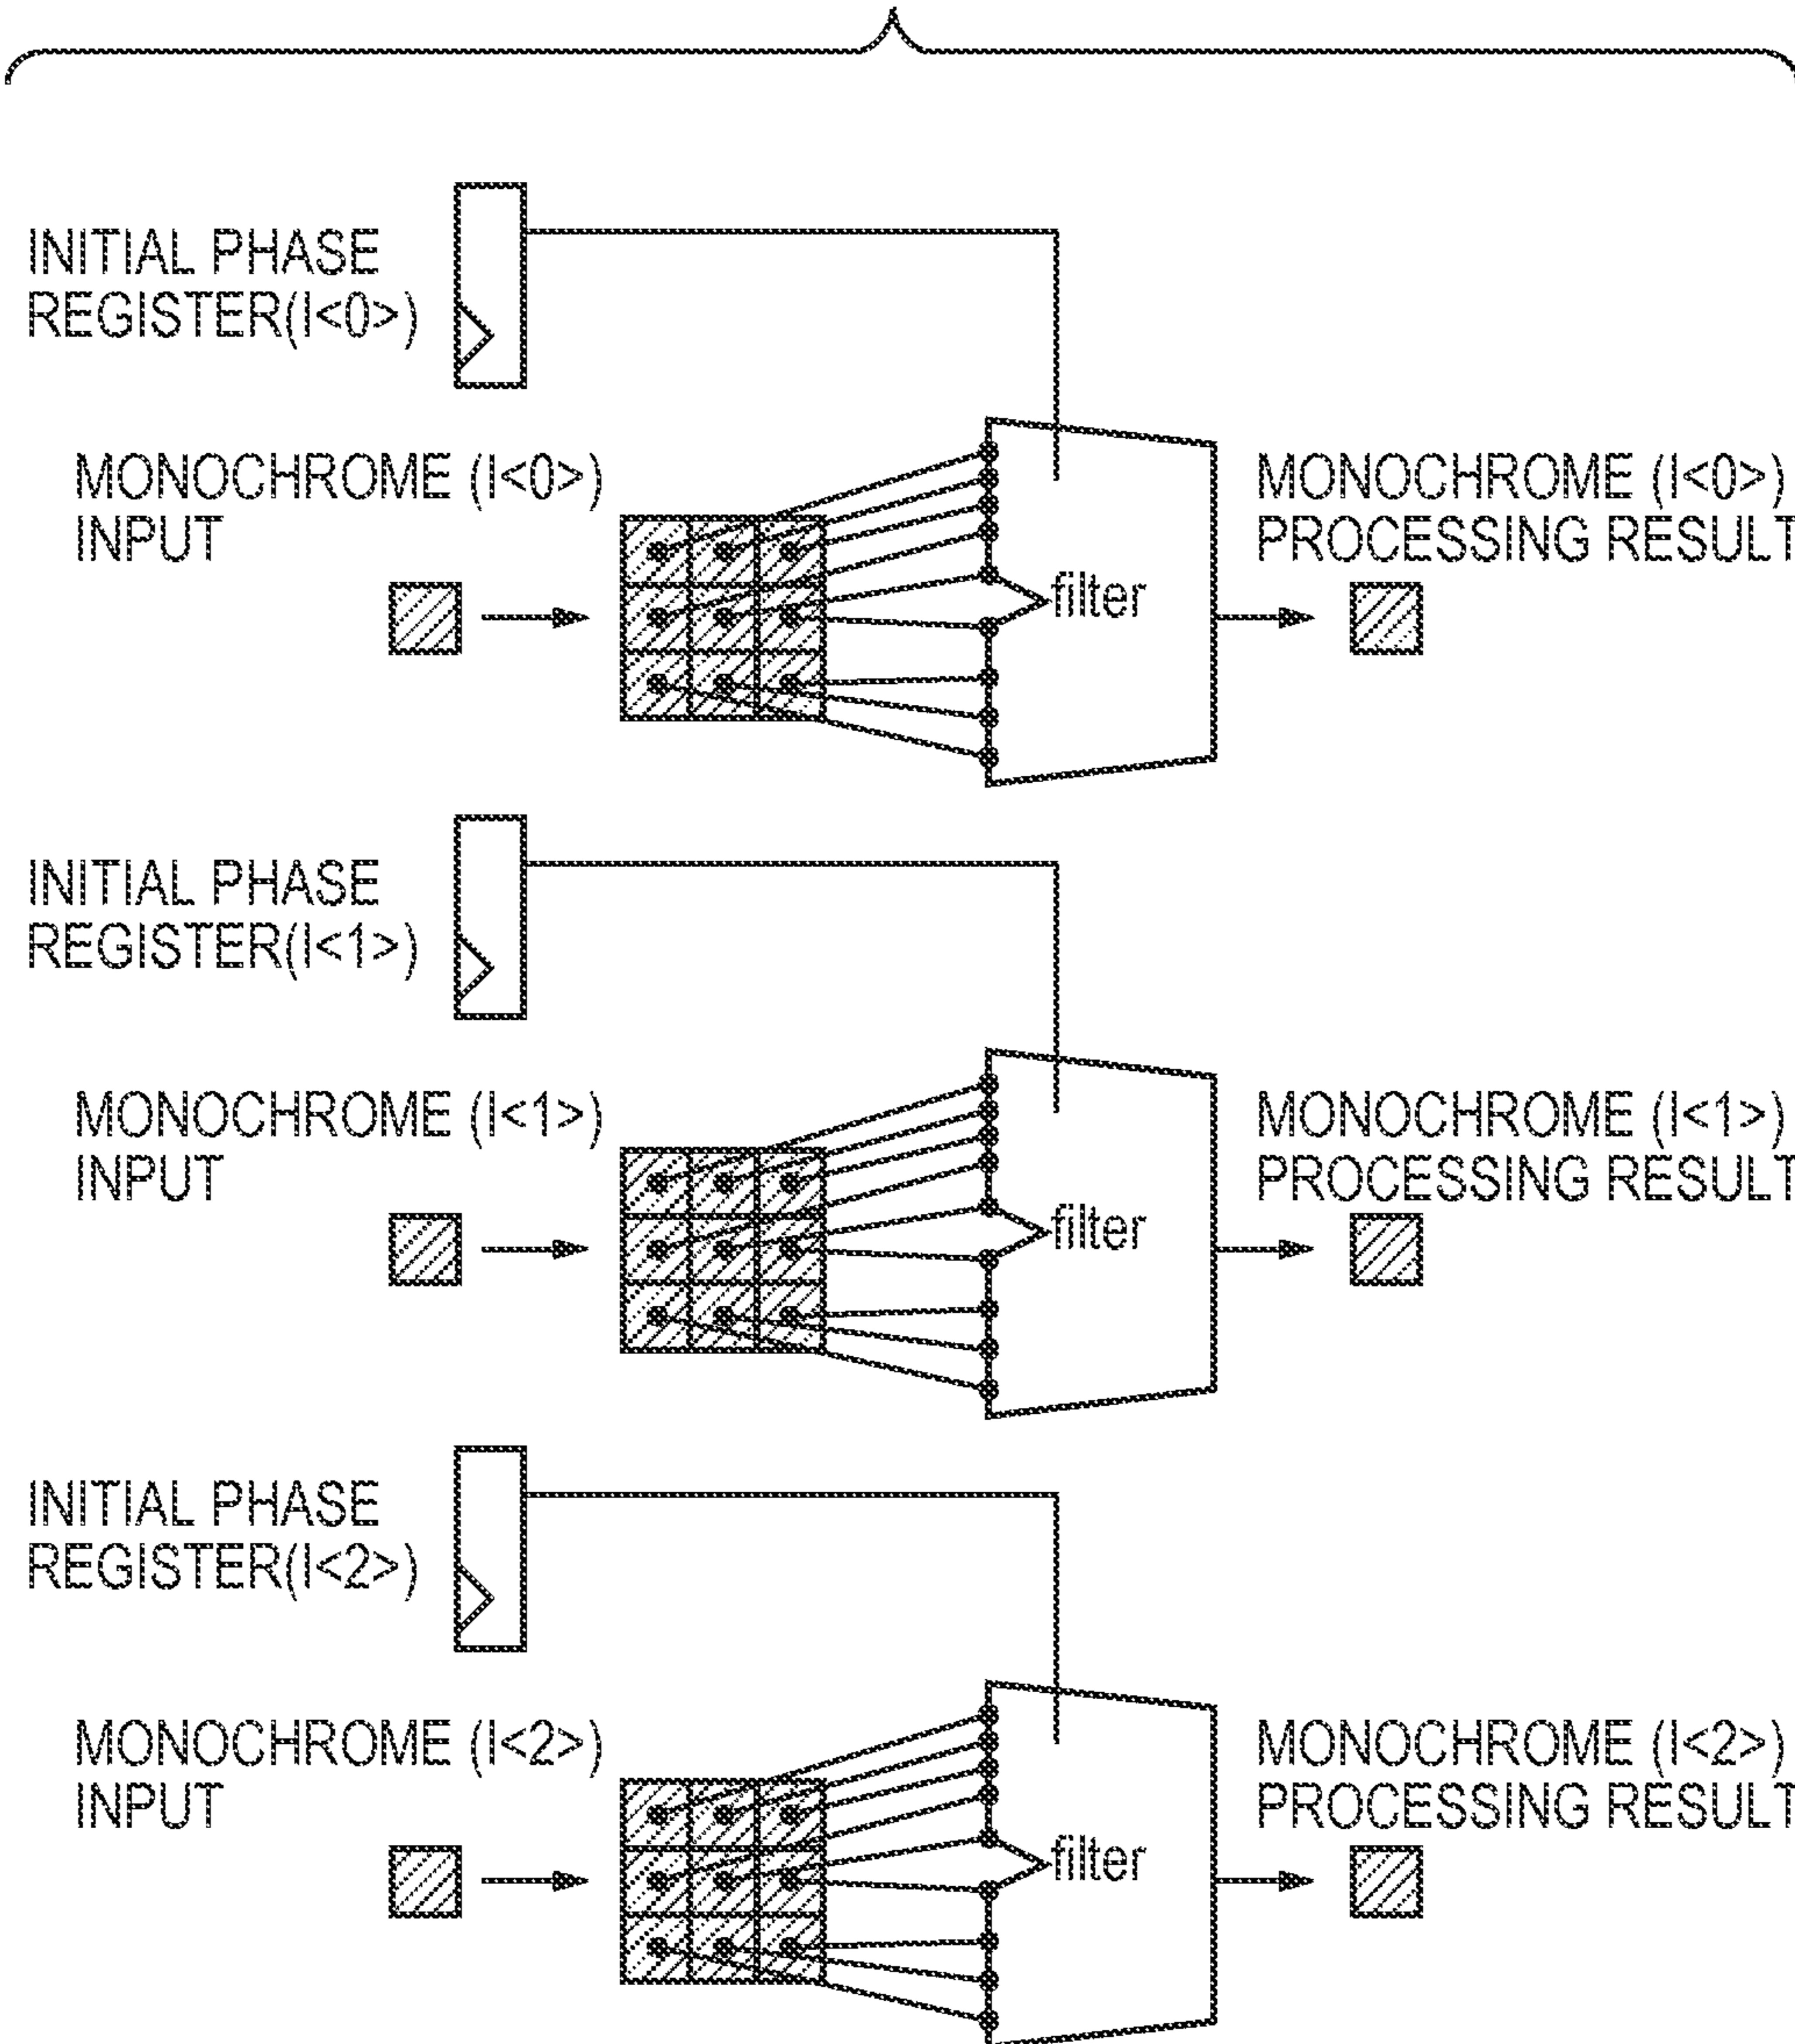 INITIAL PHASE
REGISTER(I<0>)
MONOCHROME (I<0>)
INPUT
filter
MONOCHROME (I<0>)
PROCESSING RESULT
INITIAL PHASE
REGISTER(I<1>)
MONOCHROME (I<1>)
INPUT
filter
MONOCHROME (I<1>)
PROCESSING RESULT
INITIAL PHASE
REGISTER(I<2>)
MONOCHROME (I<2>)
INPUT
filter
MONOCHROME (I<2>)
PROCESSING RESULT